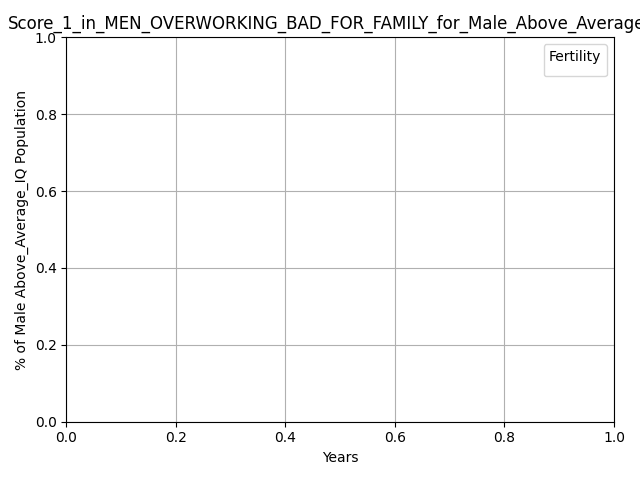 Score_1_in_MEN_OVERWORKING_BAD_FOR_FAMILY_for_Male_Above_Average
Fertility
% of Male Above_Average_IQ Population
1.0
0.8
0.6
0.4
0.2
0.0
0.0 0.2 0.4 0.6 0.8 1.0
Years